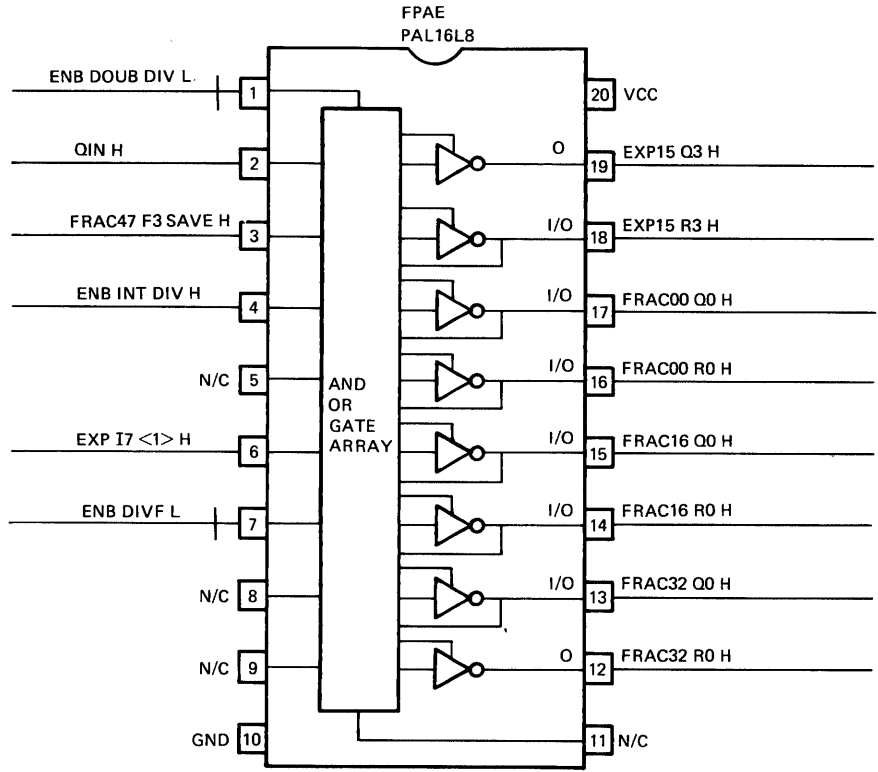 FPAE
PAL16L8
ENB DOUB DIV L 1 20 VCC
QIN H 2 O 19 EXP15 Q3 H
FRAC47 F3 SAVE H 3 I/O 18 EXP15 R3 H
ENB INT DIV H 4 I/O 17 FRAC00 Q0 H
N/C 5 I/O 16 FRAC00 R0 H
AND
OR
GATE
ARRAY
EXP I7 <1> H 6 I/O 15 FRAC16 Q0 H
ENB DIVF L 7 I/O 14 FRAC16 R0 H
N/C 8 I/O 13 FRAC32 Q0 H
N/C 9 O 12 FRAC32 R0 H
GND 10 11 N/C